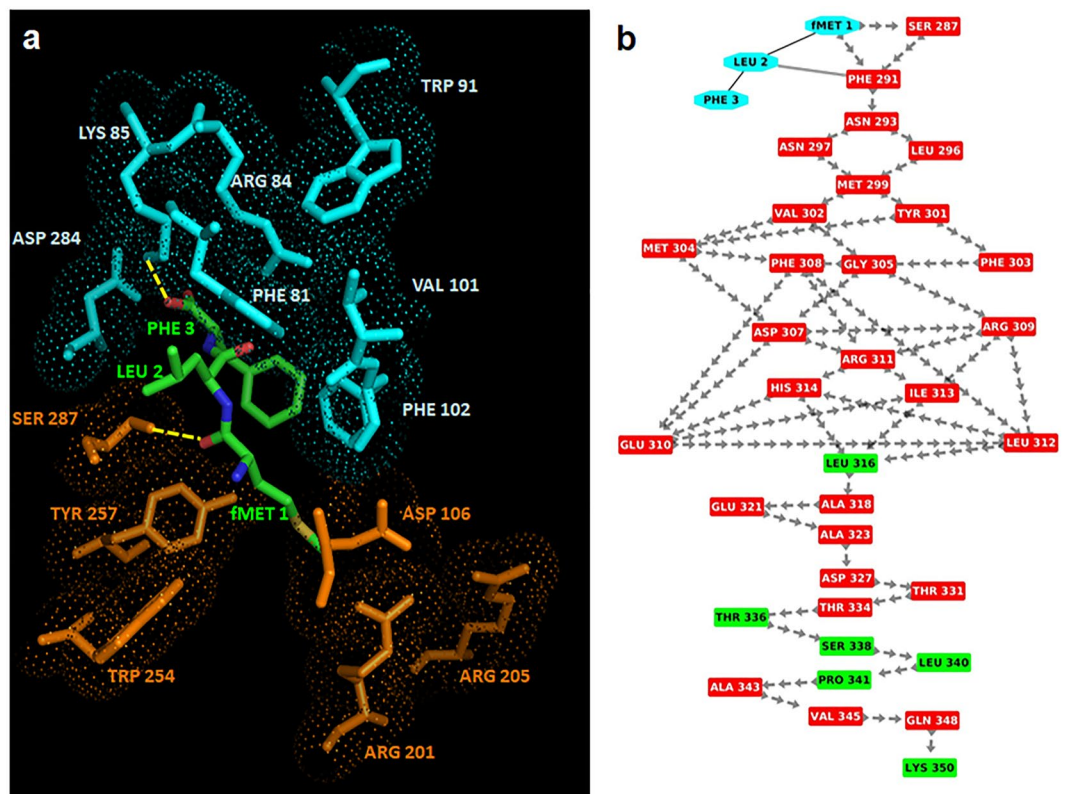 a
TRP 91
LYS 85
ARG 84
ASP 284
PHE 81
VAL 101
PHE 3
LEU 2
PHE 102
SER 287
TYR 257
fMET 1
ASP 106
TRP 254
ARG 205
ARG 201
b
fMET 1
SER 287
LEU 2
PHE 291
PHE 3
ASN 293
ASN 297
LEU 296
MET 299
VAL 302
TYR 301
MET 304
PHE 308
GLY 305
PHE 303
ASP 307
ARG 309
ARG 311
HIS 314
ILE 313
GLU 310
LEU 312
LEU 316
GLU 321
ALA 318
ALA 323
ASP 327
THR 331
THR 334
THR 336
SER 338
LEU 340
PRO 341
ALA 343
VAL 345
GLN 348
LYS 350